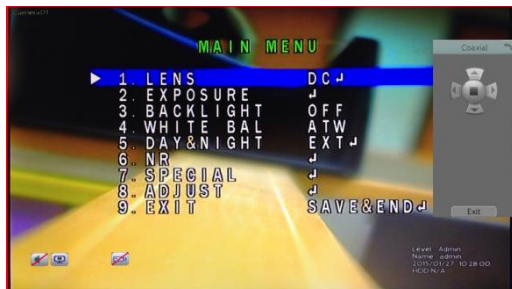 Camera01
MAIN MENU
1. LENS DC↲
2. EXPOSURE ↲
3. BACKLIGHT OFF
4. WHITE BAL ATW
5. DAY&NIGHT EXT↲
6. NR ↲
7. SPECIAL ↲
8. ADJUST ↲
9. EXIT SAVE&END↲
Coaxial
Exit
Level: Admin
Name: admin
2015/01/27 10:28:00
HDD N/A